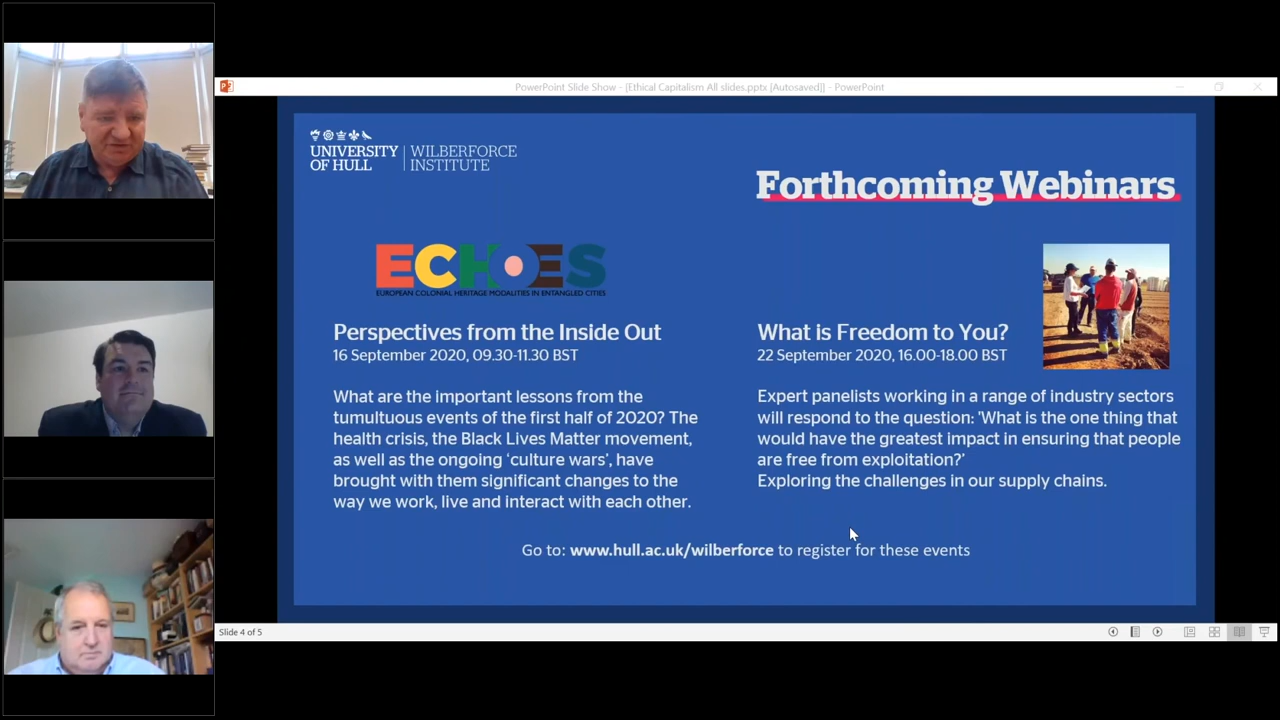 PowerPoint Slide Show - [Ethical Capitalism All slides.pptx [Autosaved]] - PowerPoint
UNIVERSITY OF HULL
WILBERFORCE INSTITUTE
Forthcoming Webinars
ECHOES
EUROPEAN COLONIAL HERITAGE MODALITIES IN ENTANGLED CITIES
Perspectives from the Inside Out
16 September 2020, 09.30-11.30 BST
What are the important lessons from the
tumultuous events of the first half of 2020? The
health crisis, the Black Lives Matter movement,
as well as the ongoing ‘culture wars’, have
brought with them significant changes to the
way we work, live and interact with each other.
What is Freedom to You?
22 September 2020, 16.00-18.00 BST
Expert panelists working in a range of industry sectors
will respond to the question: 'What is the one thing that
would have the greatest impact in ensuring that people
are free from exploitation?'
Exploring the challenges in our supply chains.
Go to: www.hull.ac.uk/wilberforce to register for these events
Slide 4 of 5